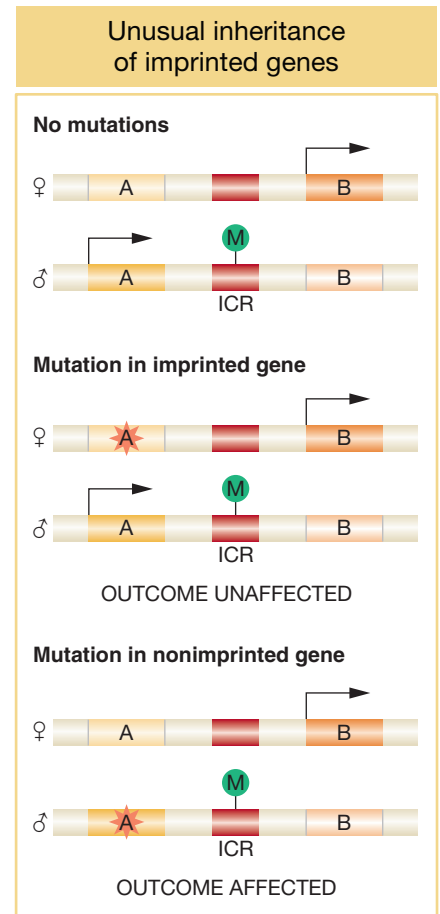 Unusual inheritance
of imprinted genes
No mutations
♀ A B
M
♂ A B
ICR
Mutation in imprinted gene
♀ A B
M
♂ A B
ICR
OUTCOME UNAFFECTED
Mutation in nonimprinted gene
♀ A B
M
♂ A B
ICR
OUTCOME AFFECTED